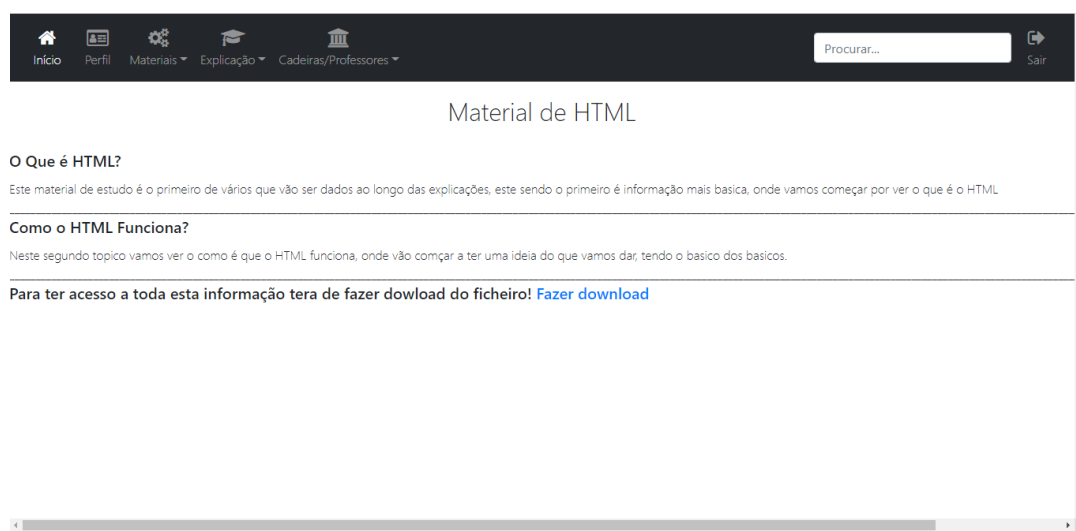 Início Perfil Materiais Explicação Cadeiras/Professores Procurar... Sair
Material de HTML
O Que é HTML?
Este material de estudo é o primeiro de vários que vão ser dados ao longo das explicações, este sendo o primeiro é informação mais basica, onde vamos começar por ver o que é o HTML
Como o HTML Funciona?
Neste segundo topico vamos ver o como é que o HTML funciona, onde vão comçar a ter uma ideia do que vamos dar, tendo o basico dos basicos.
Para ter acesso a toda esta informação tera de fazer dowload do ficheiro! Fazer download